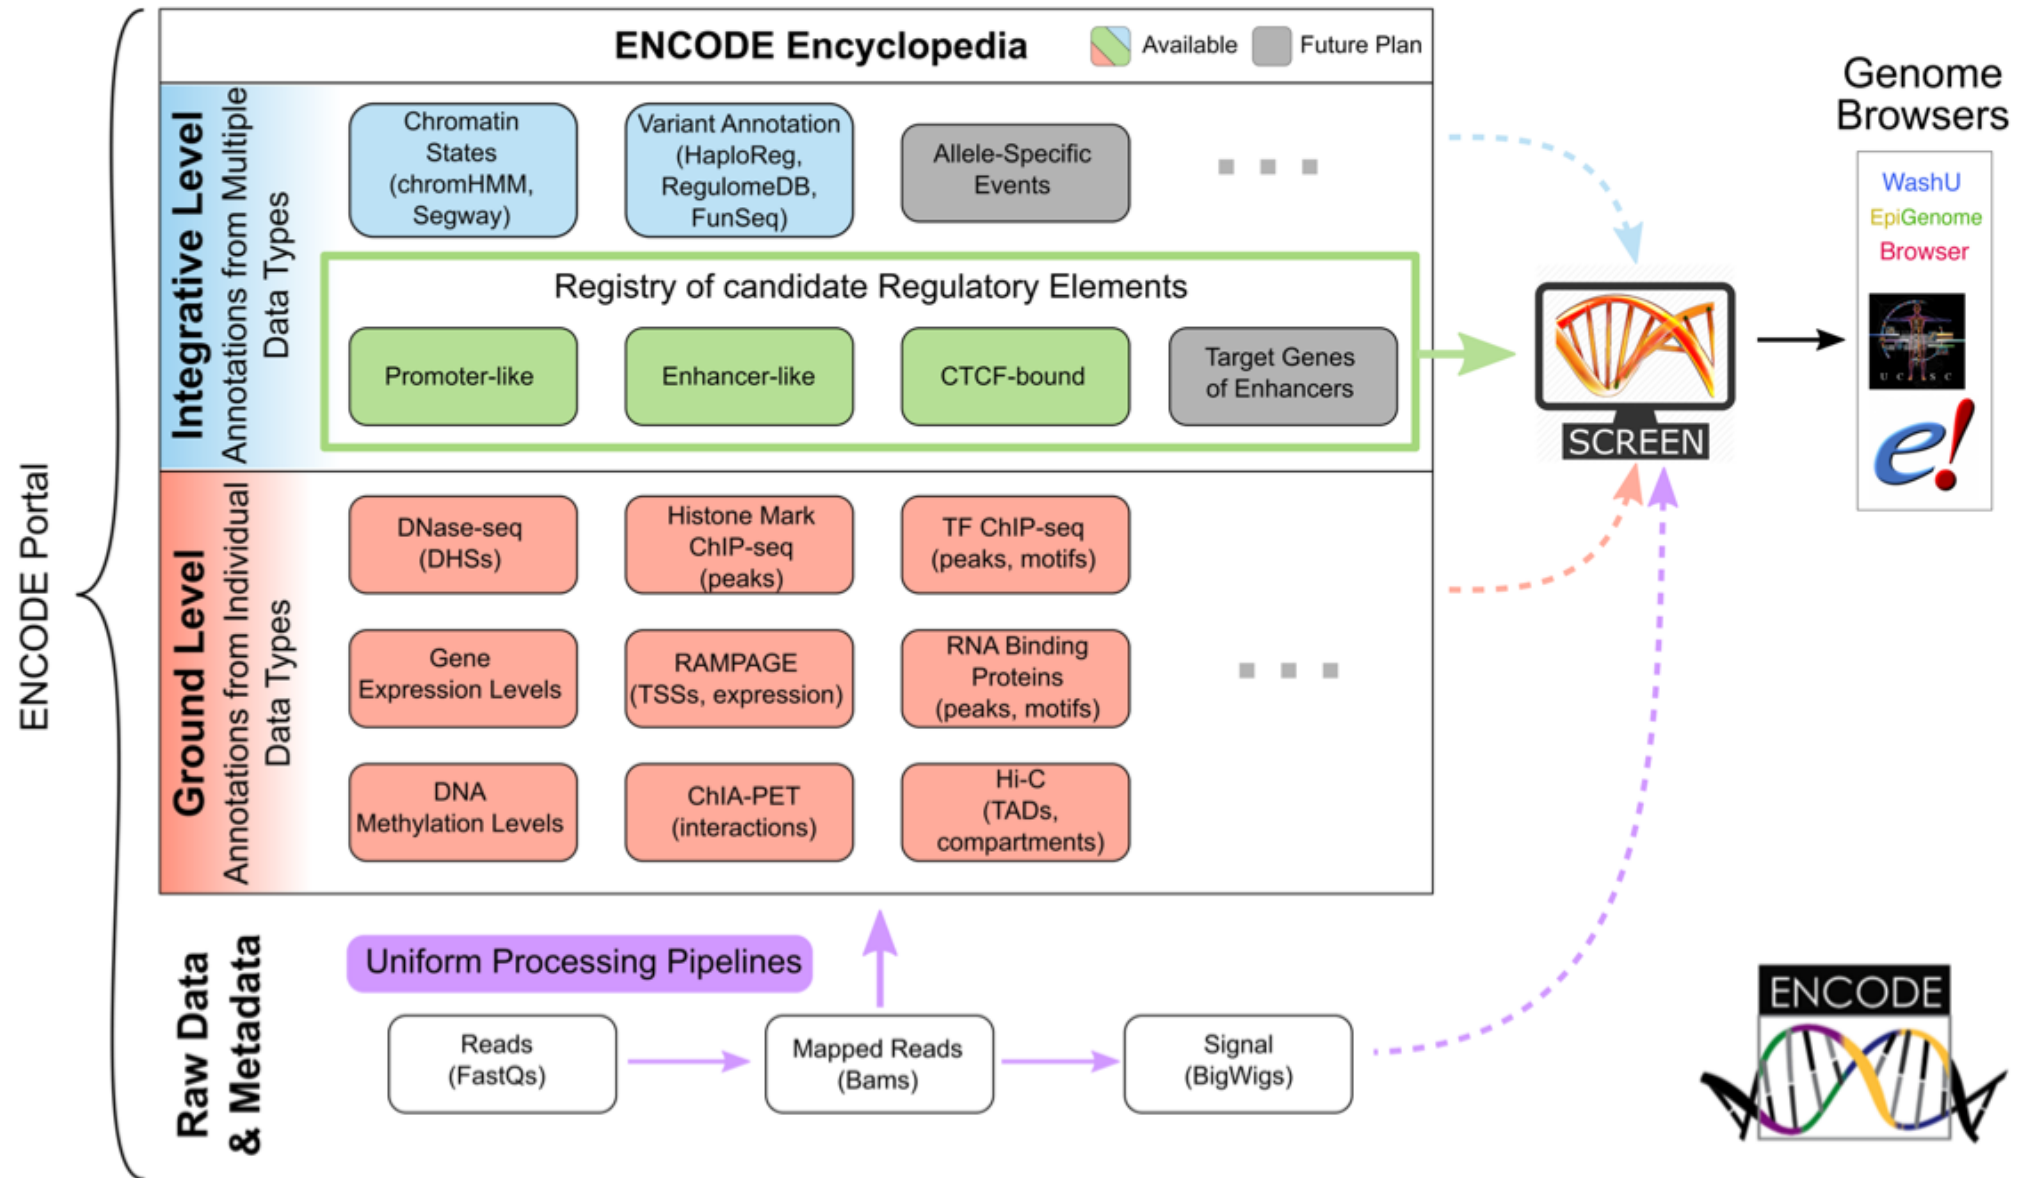 ENCODE Encyclopedia
Available
Future Plan
Genome
Browsers
ENCODE Portal
Integrative Level
Annotations from Multiple
Data Types
Chromatin
States
(chromHMM,
Segway)
Variant Annotation
(HaploReg,
RegulomeDB,
FunSeq)
Allele-Specific
Events
Registry of candidate Regulatory Elements
Promoter-like
Enhancer-like
CTCF-bound
Target Genes
of Enhancers
SCREEN
WashU
EpiGenome
Browser
UCSC
e!
Ground Level
Annotations from Individual
Data Types
DNase-seq
(DHSs)
Histone Mark
ChIP-seq
(peaks)
TF ChIP-seq
(peaks, motifs)
Gene
Expression Levels
RAMPAGE
(TSSs, expression)
RNA Binding
Proteins
(peaks, motifs)
DNA
Methylation Levels
ChIA-PET
(interactions)
Hi-C
(TADs,
compartments)
Raw Data
& Metadata
Uniform Processing Pipelines
Reads
(FastQs)
Mapped Reads
(Bams)
Signal
(BigWigs)
ENCODE